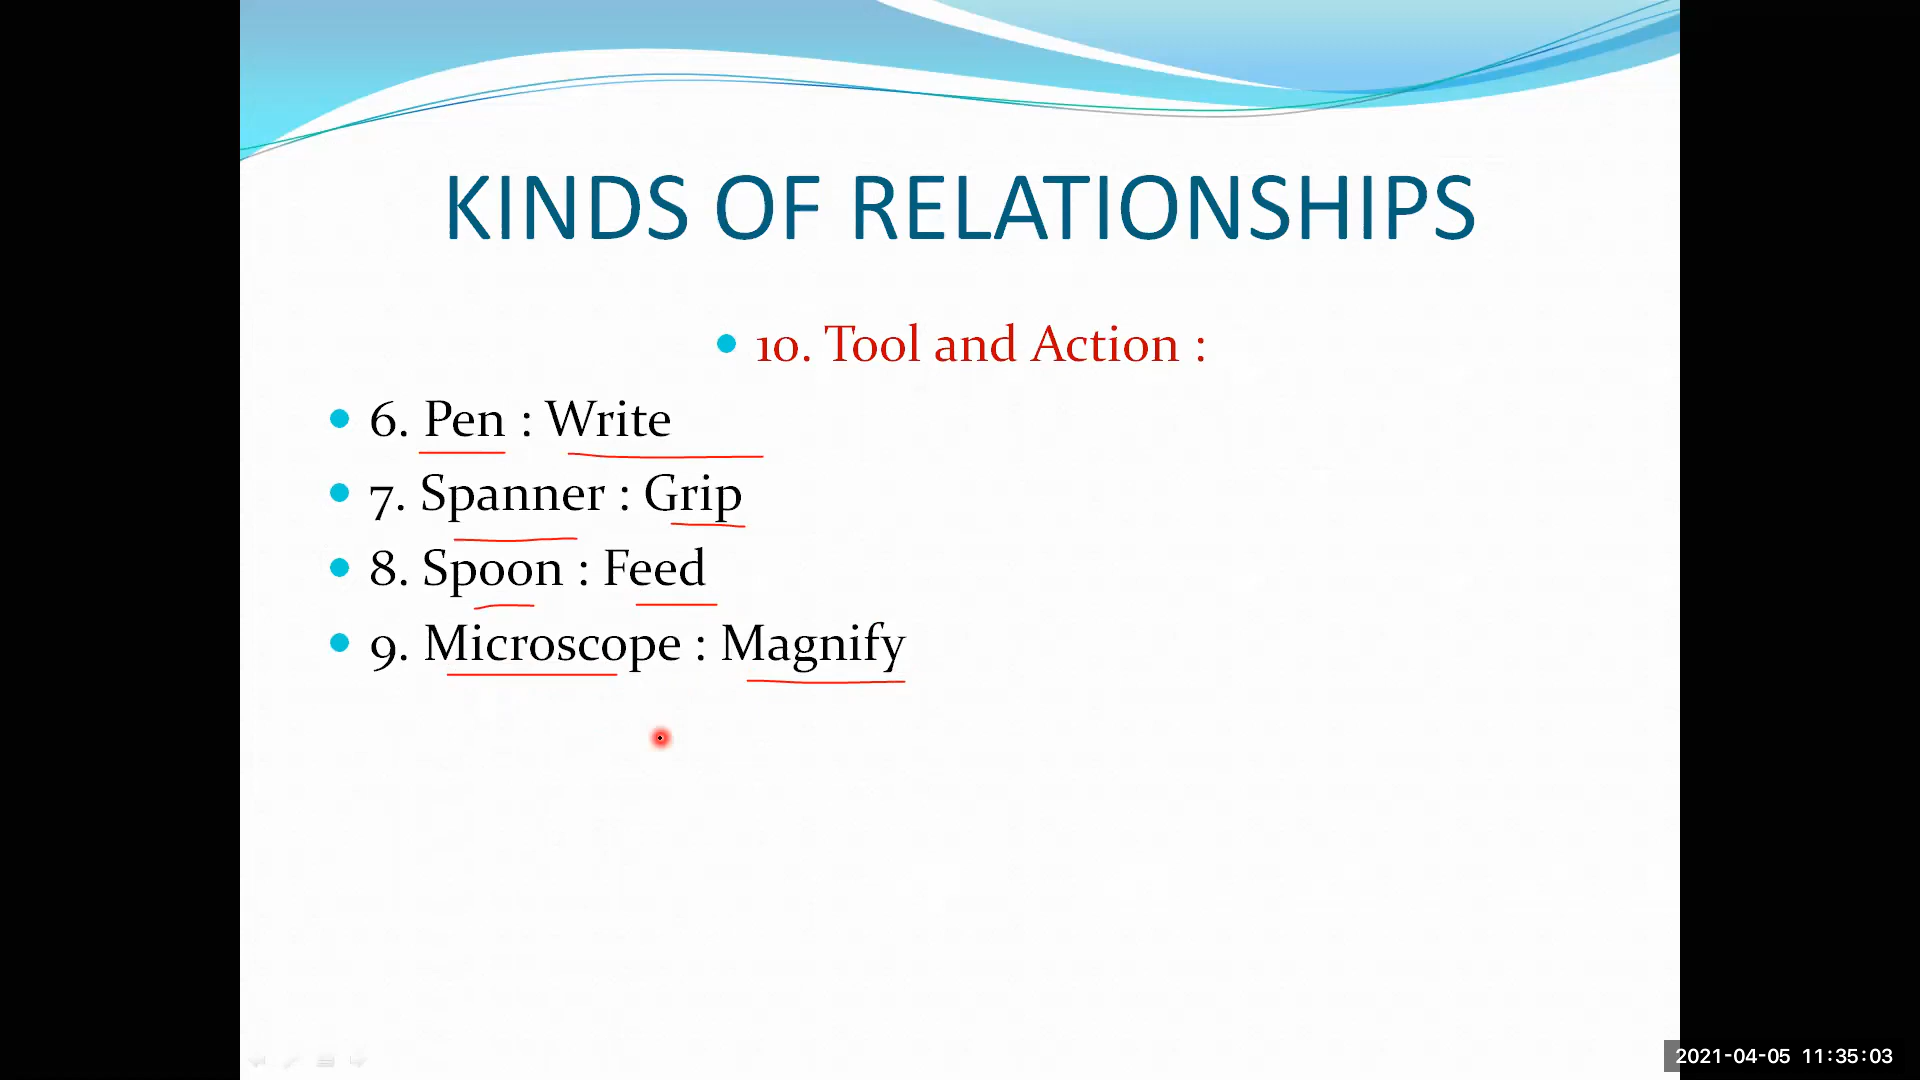 KINDS OF RELATIONSHIPS
10. Tool and Action :
6. Pen : Write
7. Spanner : Grip
8. Spoon : Feed
9. Microscope : Magnify
2021-04-05 11:35:03